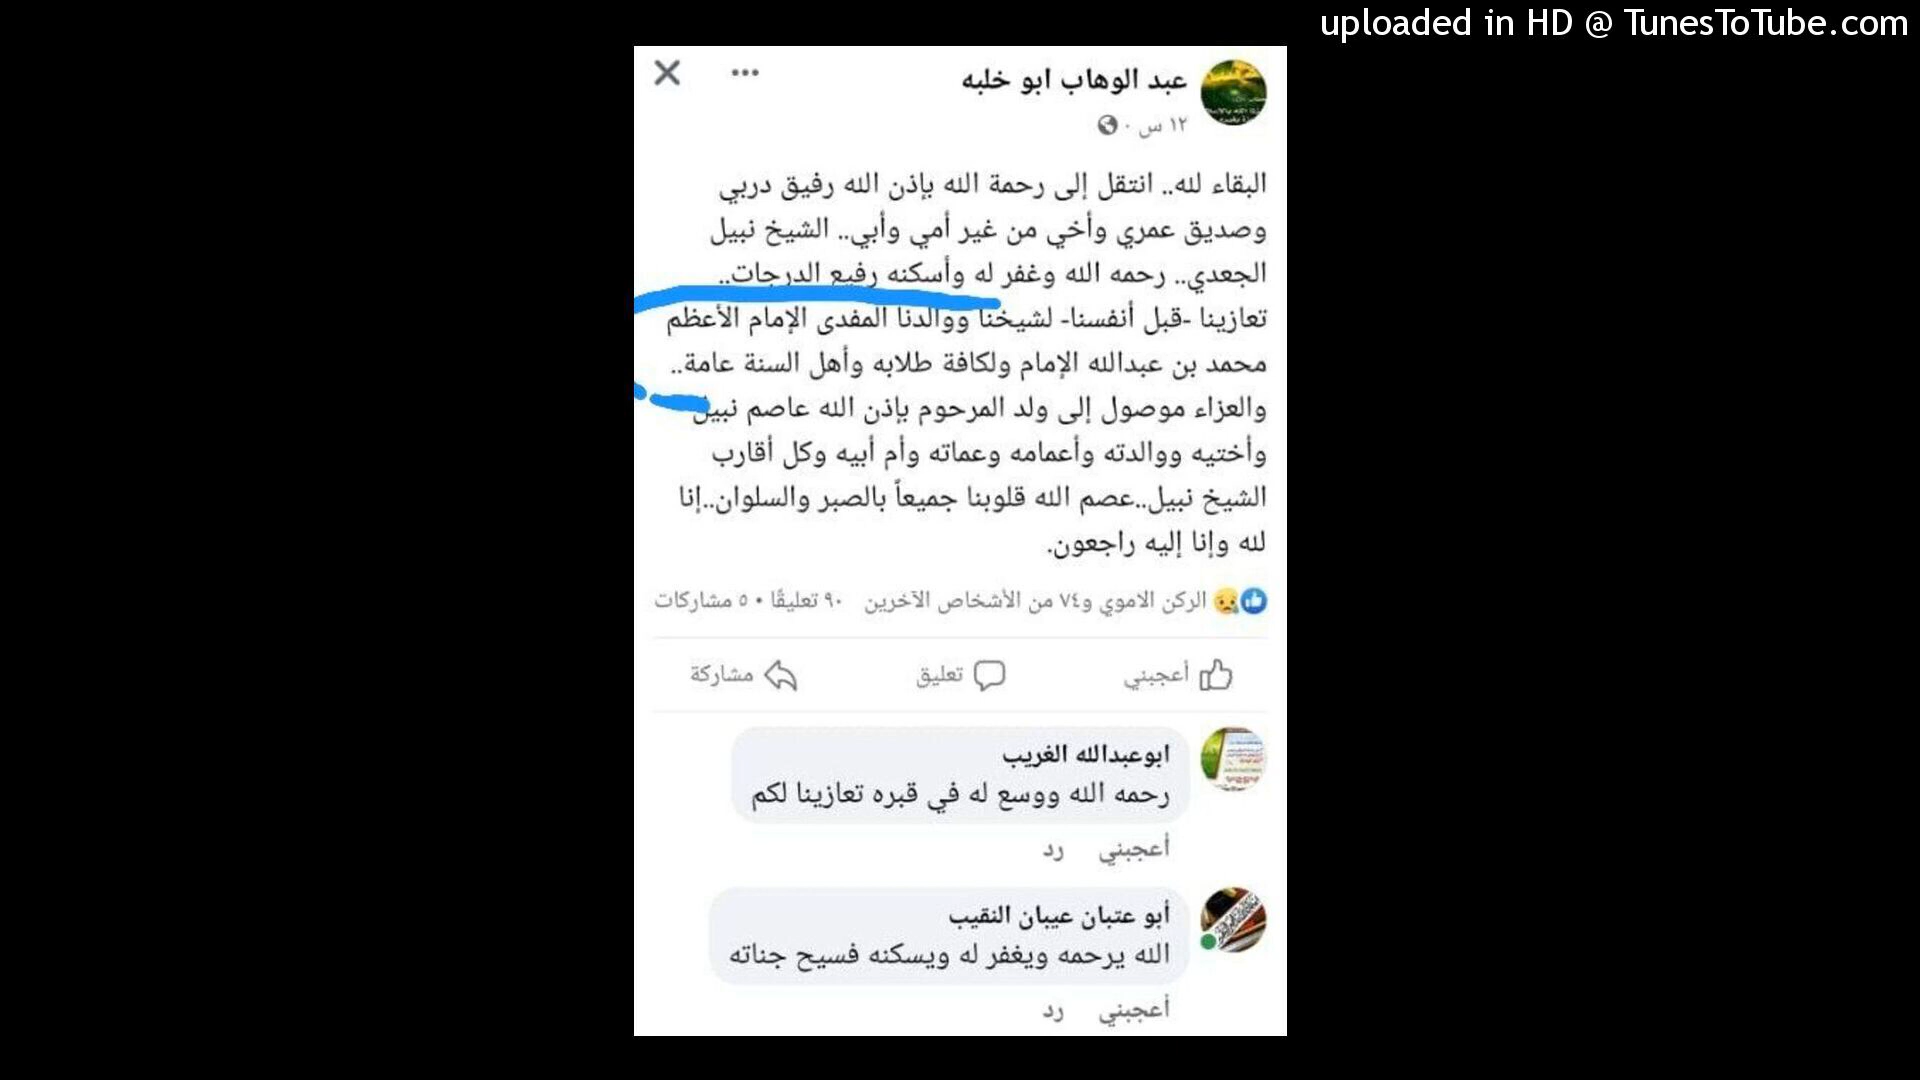 uploaded in HD @ TunesToTube.com
عبد الوهاب ابو خلبه
١٢ س ·
البقاء لله.. انتقل إلى رحمة الله بإذن الله رفيق دربي
وصديق عمري وأخي من غير أمي وأبي.. الشيخ نبيل
الجعدي.. رحمه الله وغفر له وأسكنه رفيع الدرجات..
تعازينا -قبل أنفسنا- لشيخنا ووالدنا المفدى الإمام الأعظم
محمد بن عبدالله الإمام ولكافة طلابه وأهل السنة عامة..
والعزاء موصول إلى ولد المرحوم بإذن الله عاصم نبيل
وأختيه ووالدته وأعمامه وعماته وأم أبيه وكل أقارب
الشيخ نبيل..عصم الله قلوبنا جميعاً بالصبر والسلوان..إنا
لله وإنا إليه راجعون.
الركن الاموي و٧٤ من الأشخاص الآخرين ٩٠ تعليقًا • ٥ مشاركات
أعجبني تعليق مشاركة
ابوعبدالله الغريب
رحمه الله ووسع له في قبره تعازينا لكم
أعجبني رد
أبو عتبان عيبان النقيب
الله يرحمه ويغفر له ويسكنه فسيح جناته
أعجبني رد